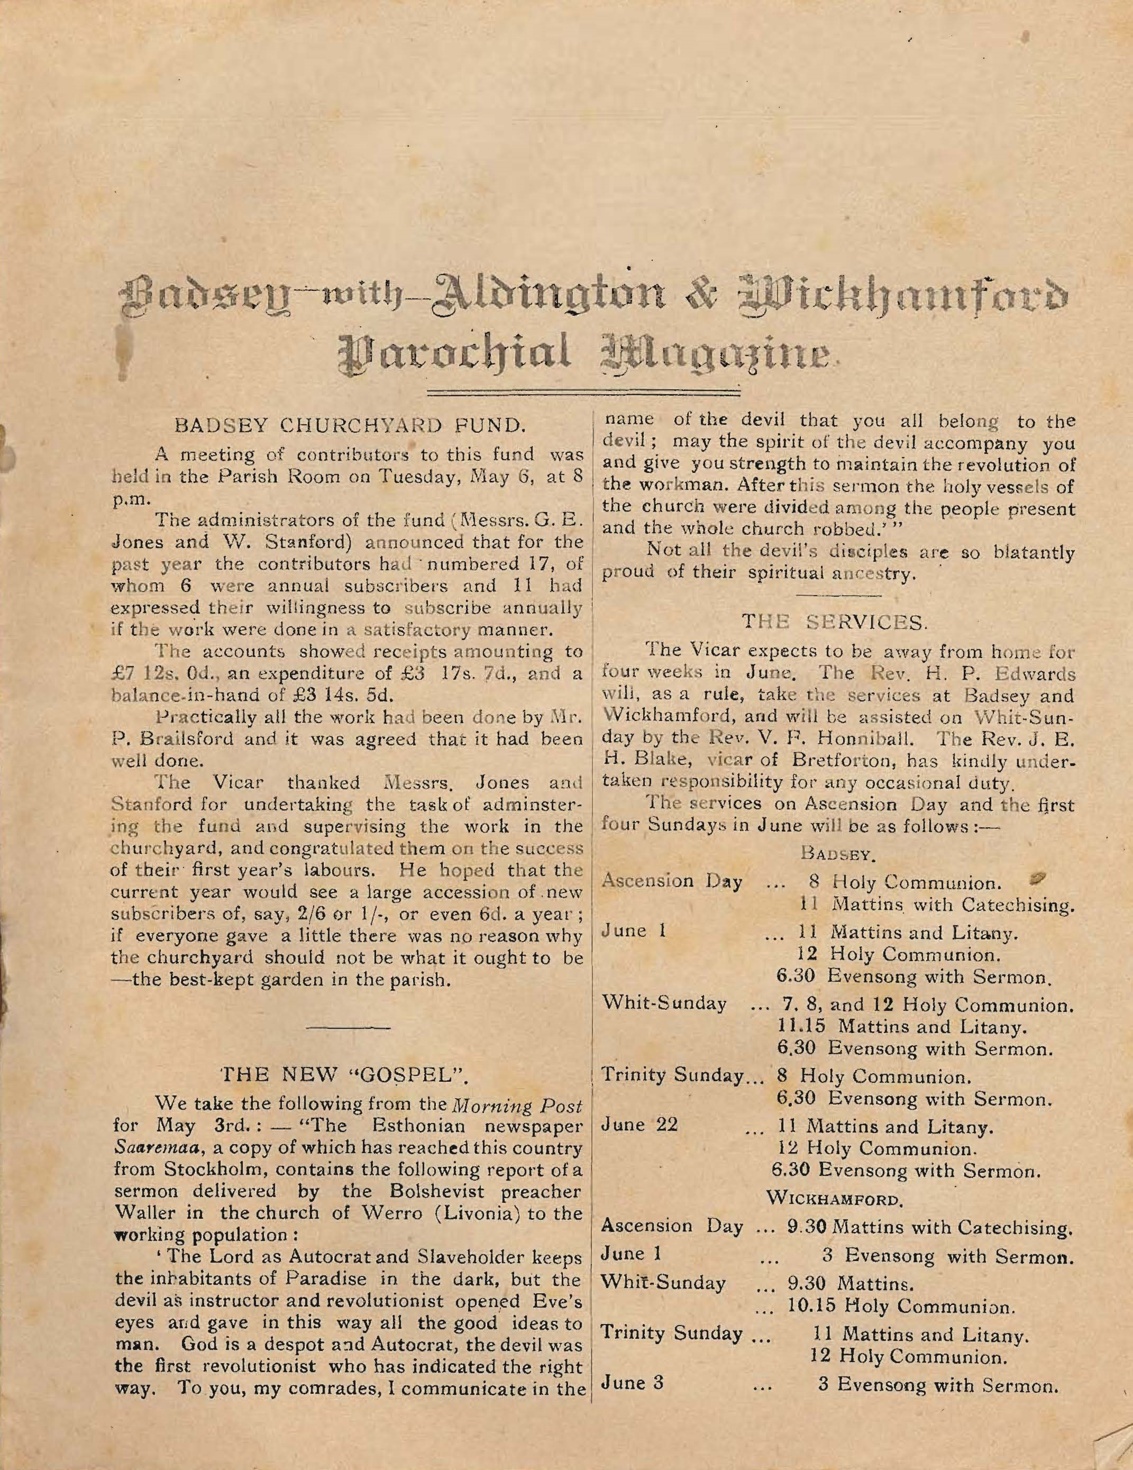 Badsey—with—Aldington & Wickhamford
Parochial Magazine.
BADSEY CHURCHYARD FUND.
A meeting of contributors to this fund was
held in the Parish Room on Tuesday, May 6, at 8
p.m.
The administrators of the fund (Messrs. G. E.
Jones and W. Stanford) announced that for the
past year the contributors had numbered 17, of
whom 6 were annual subscribers and 11 had
expressed their willingness to subscribe annually
if the work were done in a satisfactory manner.
The accounts showed receipts amounting to
£7 12s. 0d., an expenditure of £3 17s. 7d., and a
balance-in-hand of £3 14s. 5d.
Practically all the work had been done by Mr.
P. Brailsford and it was agreed that it had been
well done.
The Vicar thanked Messrs. Jones and
Stanford for undertaking the task of adminster-
ing the fund and supervising the work in the
churchyard, and congratulated them on the success
of their first year's labours. He hoped that the
current year would see a large accession of new
subscribers of, say, 2/6 or 1/-, or even 6d. a year;
if everyone gave a little there was no reason why
the churchyard should not be what it ought to be
—the best-kept garden in the parish.
THE NEW "GOSPEL".
We take the following from the Morning Post
for May 3rd. : — "The Esthonian newspaper
Saaremaa, a copy of which has reached this country
from Stockholm, contains the following report of a
sermon delivered by the Bolshevist preacher
Waller in the church of Werro (Livonia) to the
working population :
' The Lord as Autocrat and Slaveholder keeps
the inhabitants of Paradise in the dark, but the
devil as instructor and revolutionist opened Eve's
eyes and gave in this way all the good ideas to
man. God is a despot and Autocrat, the devil was
the first revolutionist who has indicated the right
way. To you, my comrades, I communicate in the
name of the devil that you all belong to the
devil ; may the spirit of the devil accompany you
and give you strength to maintain the revolution of
the workman. After this sermon the holy vessels of
the church were divided among the people present
and the whole church robbed.' "
Not all the devil's disciples are so blatantly
proud of their spiritual ancestry.
THE SERVICES.
The Vicar expects to be away from home for
four weeks in June. The Rev. H. P. Edwards
will, as a rule, take the services at Badsey and
Wickhamford, and will be assisted on Whit-Sun-
day by the Rev. V. P. Honniball. The Rev. J. E.
H. Blake, vicar of Bretforton, has kindly under-
taken responsibility for any occasional duty.
The services on Ascension Day and the first
four Sundays in June will be as follows :—
BADSEY.
Ascension Day ... 8 Holy Communion.
11 Mattins with Catechising.
June 1 ... 11 Mattins and Litany.
12 Holy Communion.
6.30 Evensong with Sermon.
Whit-Sunday ... 7, 8, and 12 Holy Communion.
11.15 Mattins and Litany.
6.30 Evensong with Sermon.
Trinity Sunday... 8 Holy Communion.
6.30 Evensong with Sermon.
June 22 ... 11 Mattins and Litany.
12 Holy Communion.
6.30 Evensong with Sermon.
WICKHAMFORD.
Ascension Day ... 9.30 Mattins with Catechising.
June 1 ... 3 Evensong with Sermon.
Whit-Sunday ... 9.30 Mattins.
... 10.15 Holy Communion.
Trinity Sunday ... 11 Mattins and Litany.
12 Holy Communion.
June 3 ... 3 Evensong with Sermon.